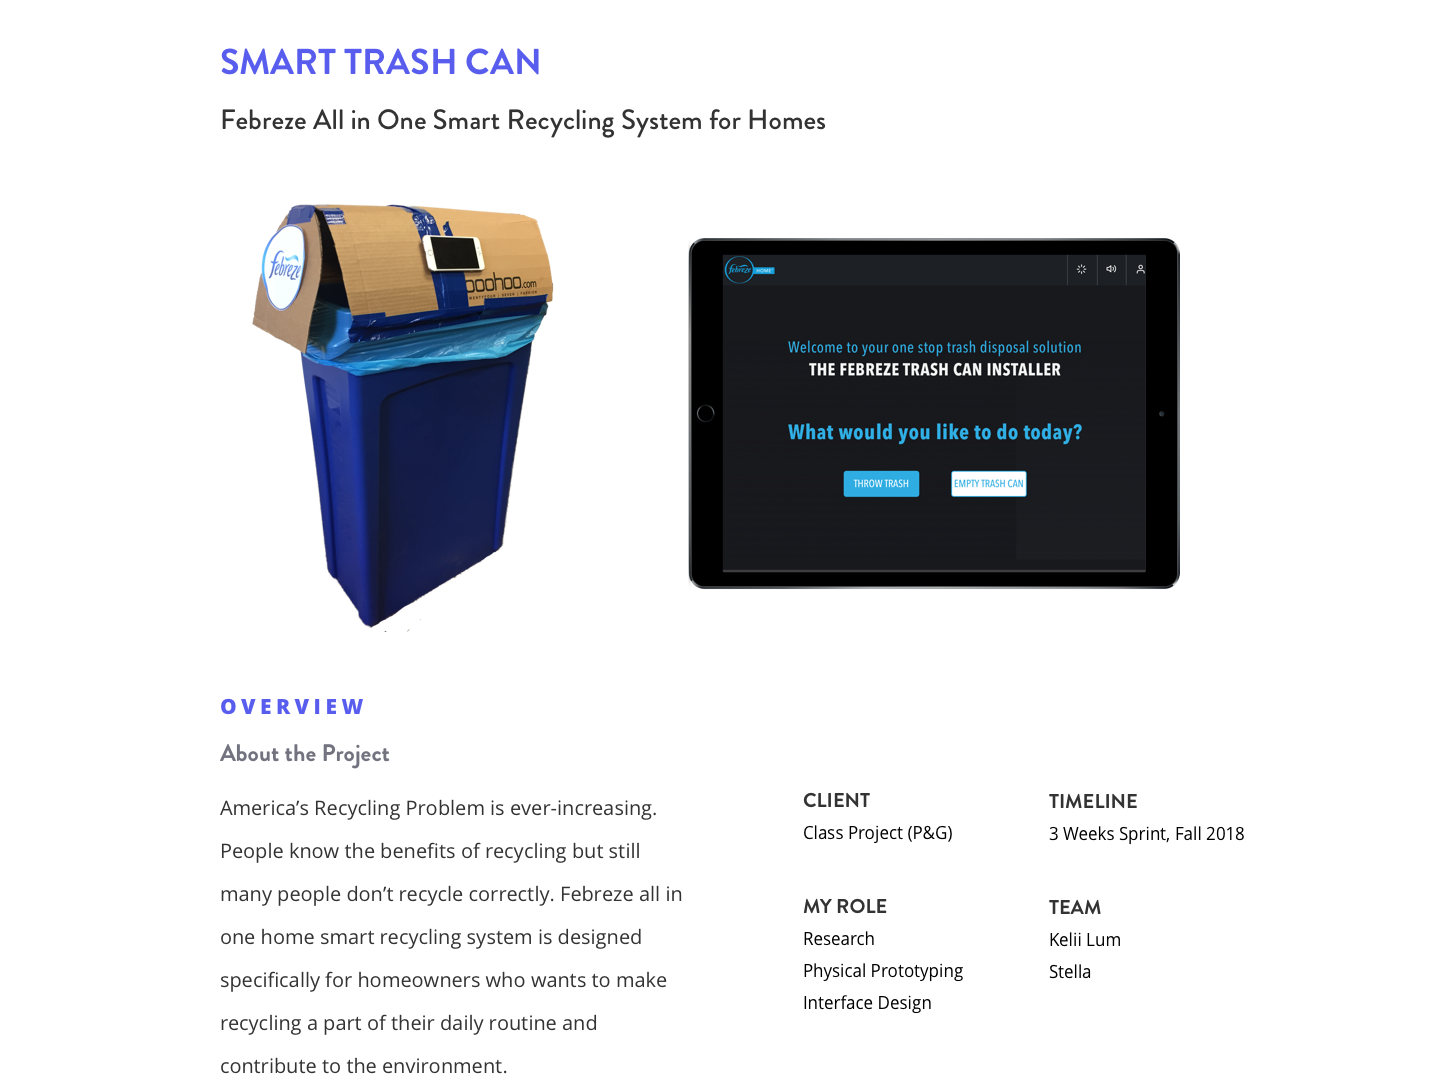 SMART TRASH CAN
Febreze All in One Smart Recycling System for Homes
febreze
boohoo.com
febreze HOME
Welcome to your one stop trash disposal solution
THE FEBREZE TRASH CAN INSTALLER
What would you like to do today?
THROW TRASH
EMPTY TRASH CAN
OVERVIEW
About the Project
America’s Recycling Problem is ever-increasing.
People know the benefits of recycling but still
many people don’t recycle correctly. Febreze all in
one home smart recycling system is designed
specifically for homeowners who wants to make
recycling a part of their daily routine and
contribute to the environment.
CLIENT
Class Project (P&G)
TIMELINE
3 Weeks Sprint, Fall 2018
MY ROLE
Research
Physical Prototyping
Interface Design
TEAM
Kelii Lum
Stella